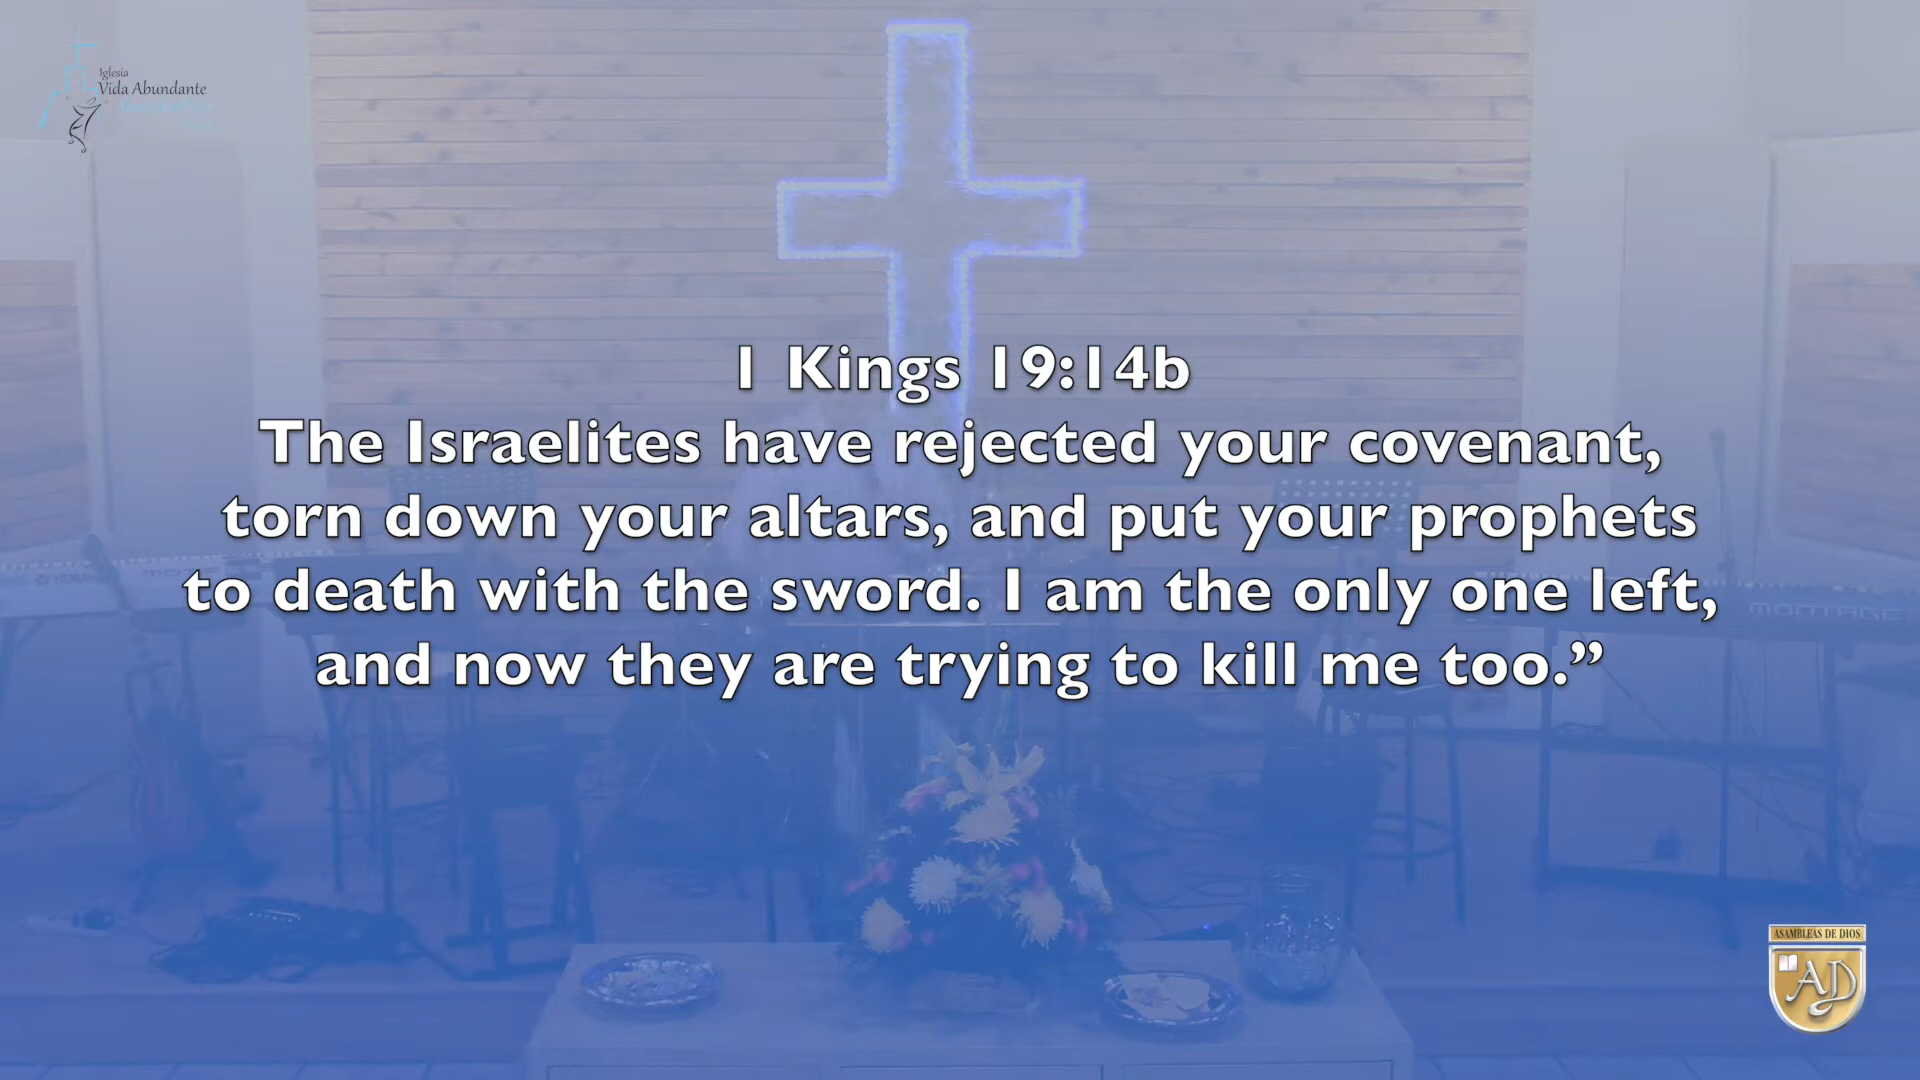 Iglesia
Vida Abundante
1 Kings 19:14b
The Israelites have rejected your covenant,
torn down your altars, and put your prophets
to death with the sword. I am the only one left,
and now they are trying to kill me too.”
ASAMBLEAS DE DIOS
AD